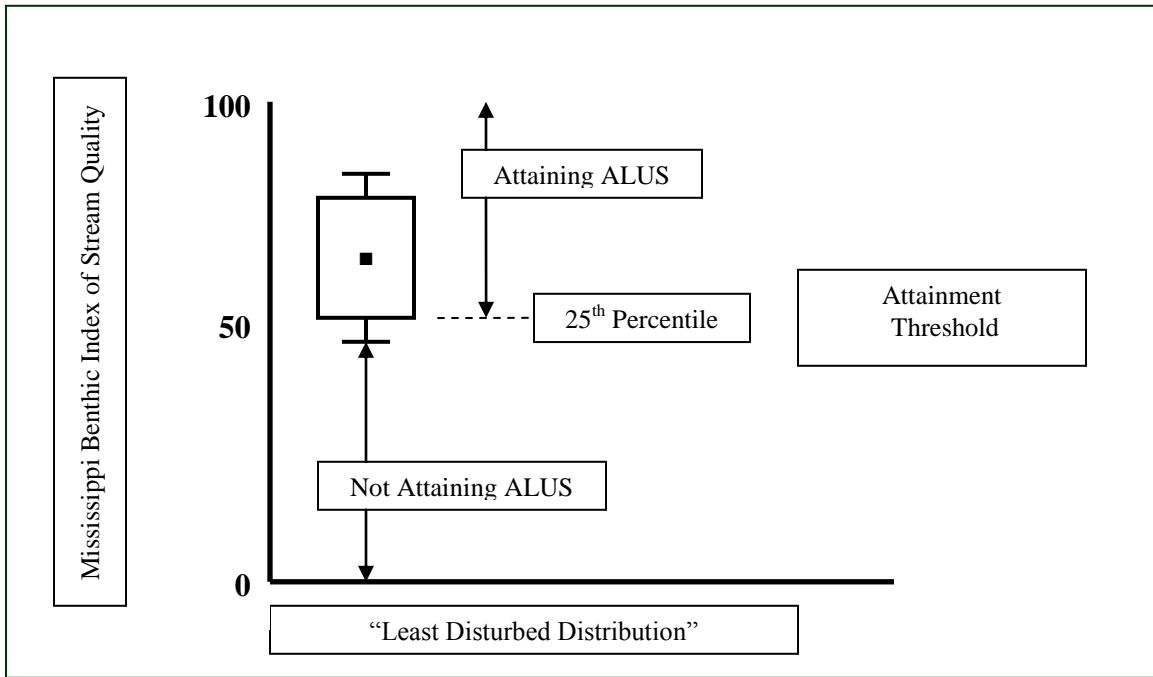 Mississippi Benthic Index of Stream Quality
100
50
0
Attaining ALUS
25th Percentile
Attainment
Threshold
Not Attaining ALUS
“Least Disturbed Distribution”